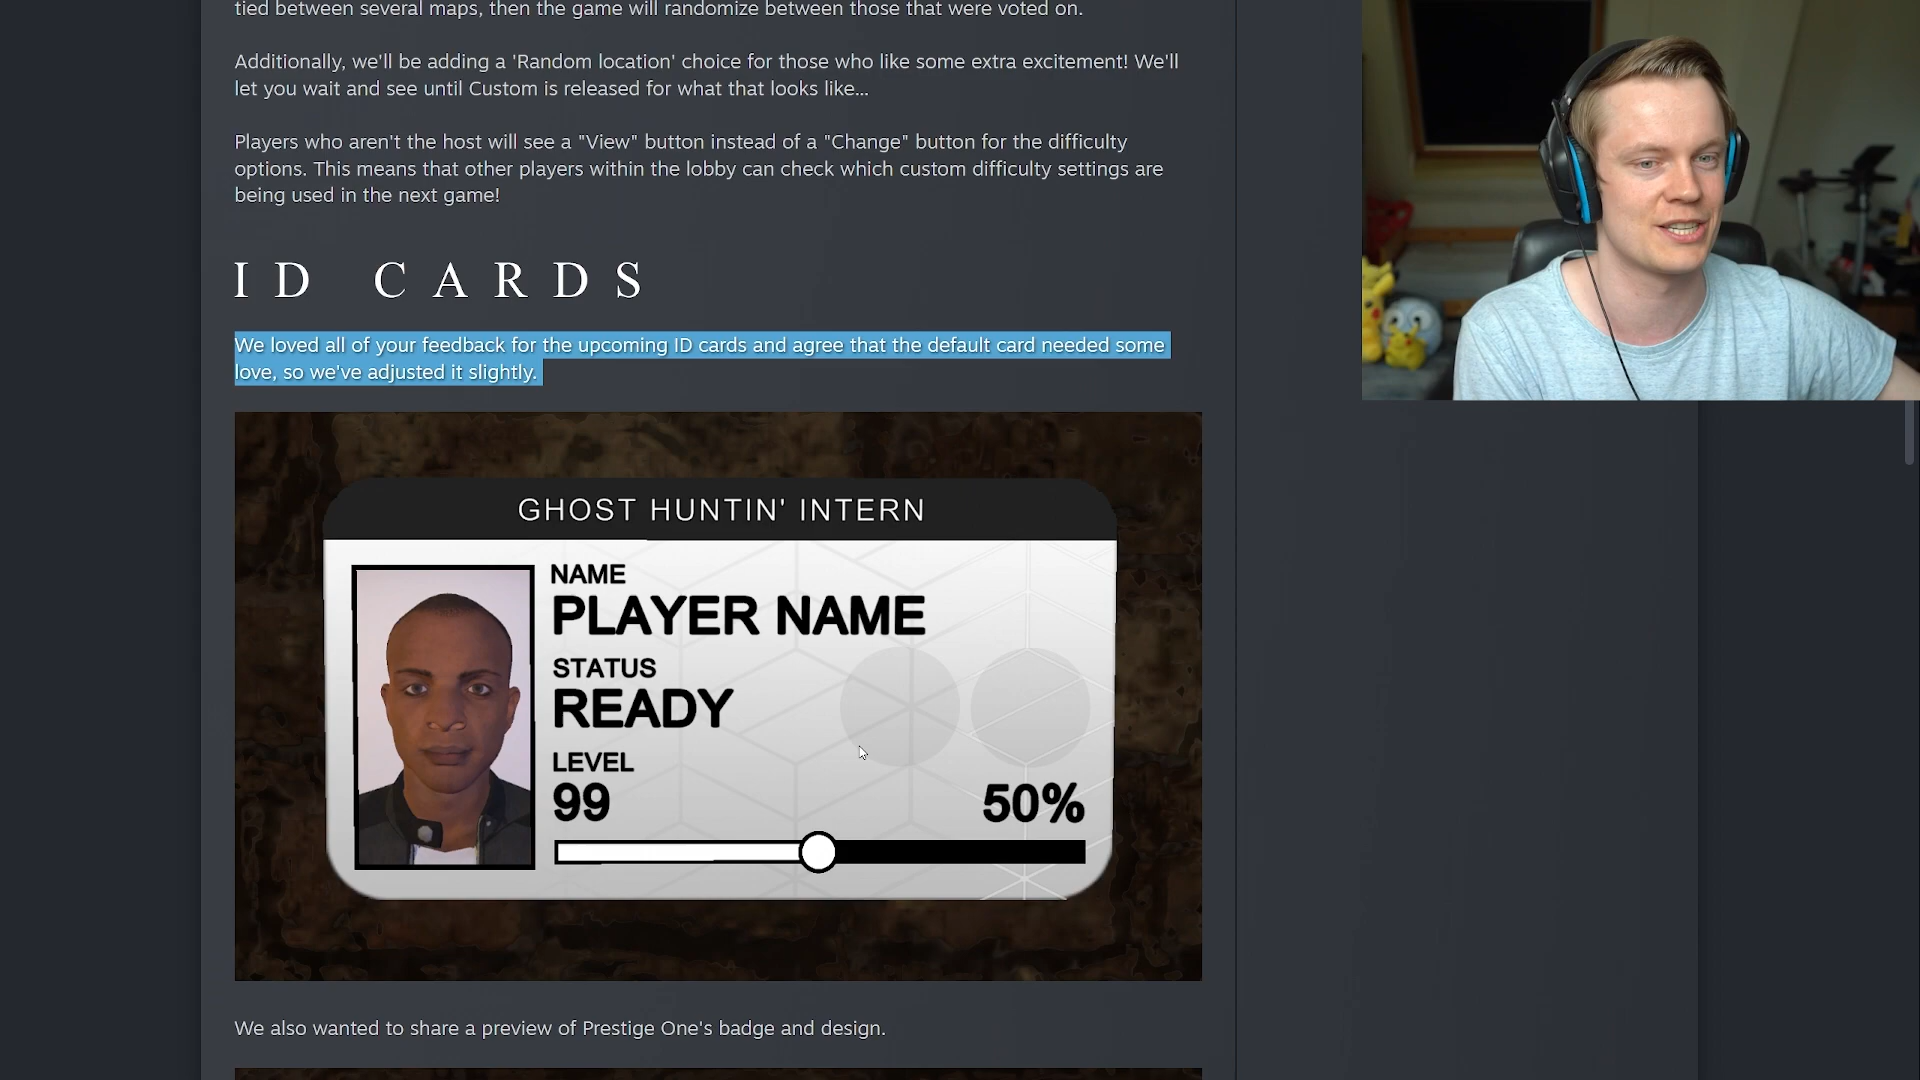 tied between several maps, then the game will randomize between those that were voted on.
Additionally, we'll be adding a 'Random location' choice for those who like some extra excitement! We'll
let you wait and see until Custom is released for what that looks like...
Players who aren't the host will see a "View" button instead of a "Change" button for the difficulty
options. This means that other players within the lobby can check which custom difficulty settings are
being used in the next game!
ID CARDS
We loved all of your feedback for the upcoming ID cards and agree that the default card needed some
love, so we've adjusted it slightly.
GHOST HUNTIN' INTERN
NAME
PLAYER NAME
STATUS
READY
LEVEL
99
50%
We also wanted to share a preview of Prestige One's badge and design.